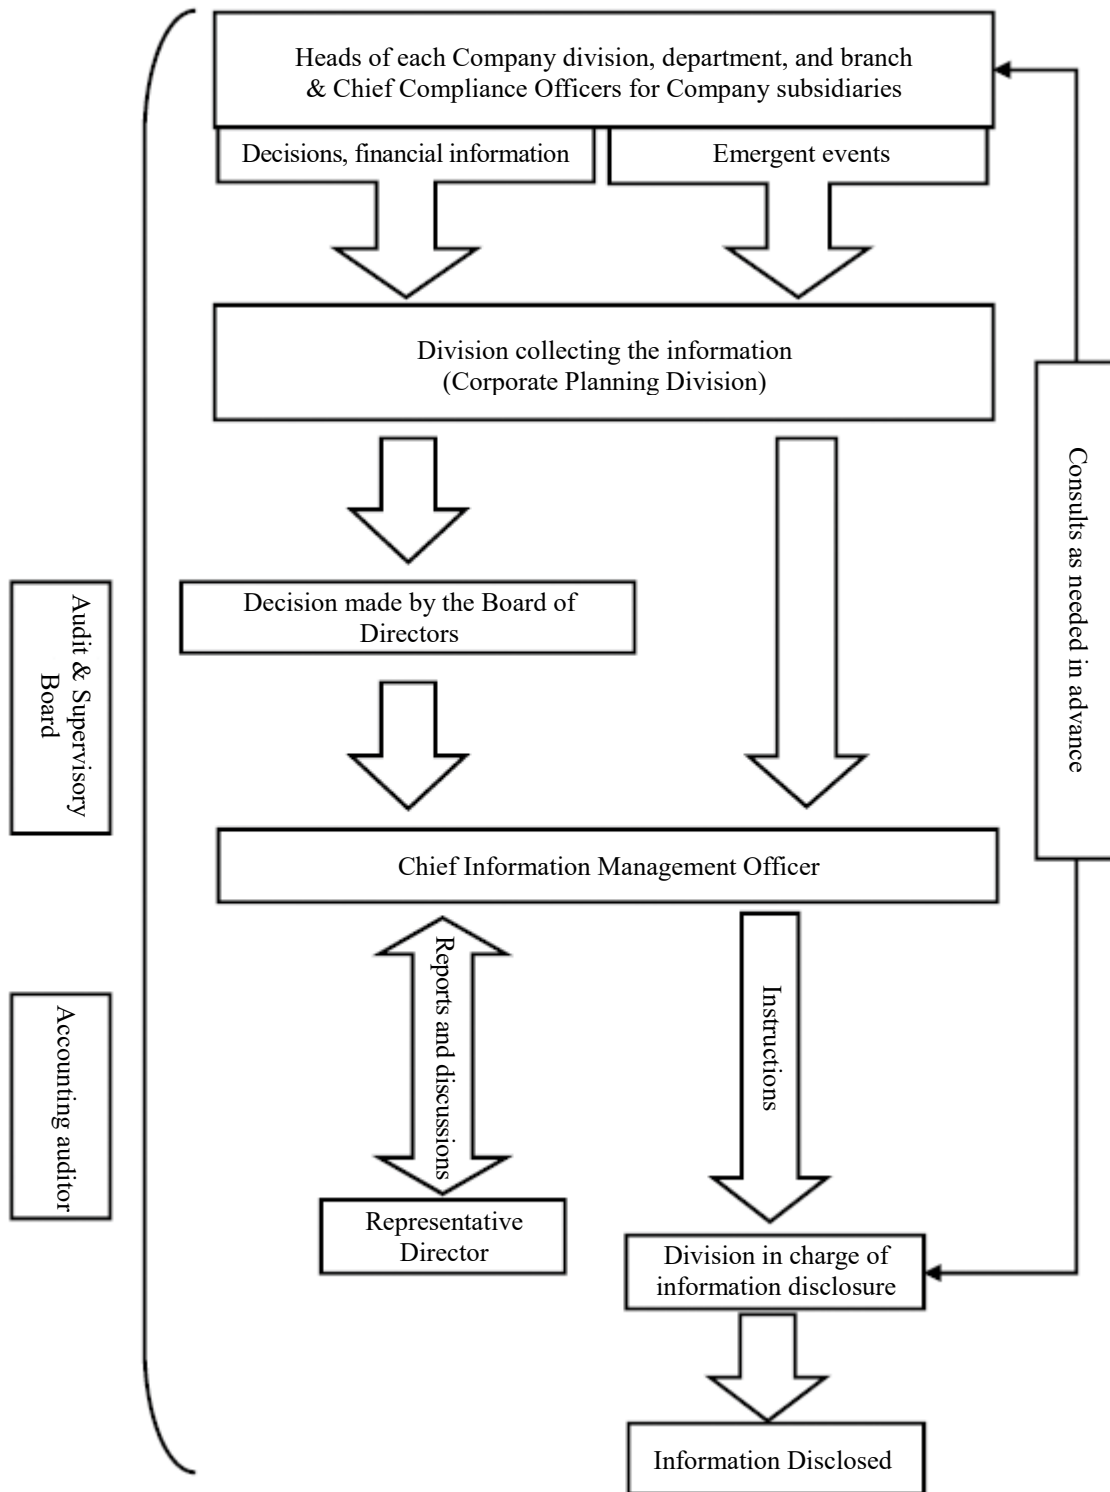 Heads of each Company division, department, and branch
& Chief Compliance Officers for Company subsidiaries
Decisions, financial information
Emergent events
Division collecting the information
(Corporate Planning Division)
Consults as needed in advance
Decision made by the Board of
Directors
Audit & Supervisory
Board
Chief Information Management Officer
Reports and discussions
Instructions
Accounting auditor
Representative
Director
Division in charge of
information disclosure
Information Disclosed